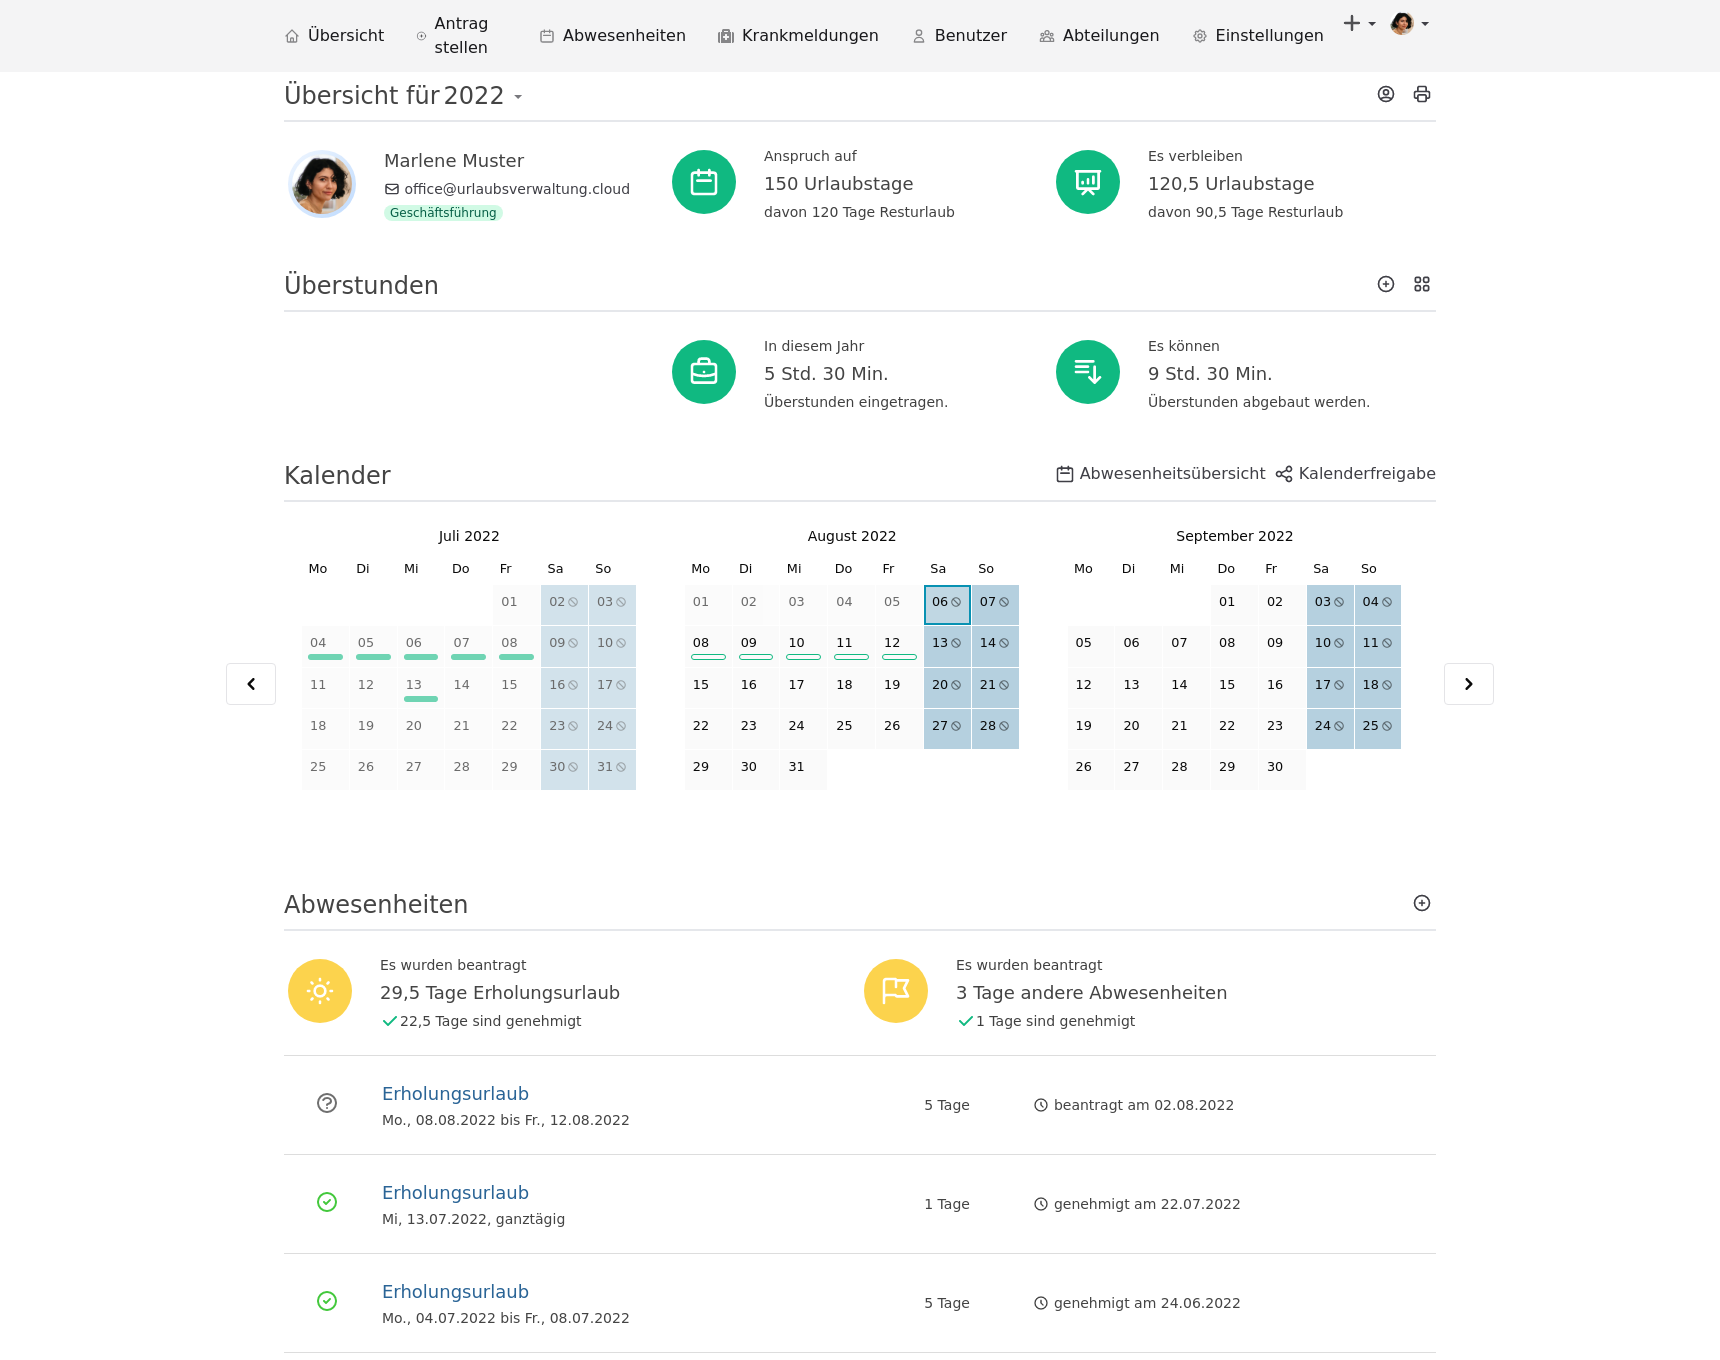 Übersicht
Antrag stellen
Abwesenheiten
Krankmeldungen
Benutzer
Abteilungen
Einstellungen
Übersicht für 2022
Marlene Muster
office@urlaubsverwaltung.cloud
Geschäftsführung
Anspruch auf
150 Urlaubstage
davon 120 Tage Resturlaub
Es verbleiben
120,5 Urlaubstage
davon 90,5 Tage Resturlaub
Überstunden
In diesem Jahr
5 Std. 30 Min.
Überstunden eingetragen.
Es können
9 Std. 30 Min.
Überstunden abgebaut werden.
Kalender
Abwesenheitsübersicht
Kalenderfreigabe
Juli 2022
Mo Di Mi Do Fr Sa So
01 02 03
04 05 06 07 08 09 10
11 12 13 14 15 16 17
18 19 20 21 22 23 24
25 26 27 28 29 30 31
August 2022
Mo Di Mi Do Fr Sa So
01 02 03 04 05 06 07
08 09 10 11 12 13 14
15 16 17 18 19 20 21
22 23 24 25 26 27 28
29 30 31
September 2022
Mo Di Mi Do Fr Sa So
01 02 03 04
05 06 07 08 09 10 11
12 13 14 15 16 17 18
19 20 21 22 23 24 25
26 27 28 29 30
Abwesenheiten
Es wurden beantragt
29,5 Tage Erholungsurlaub
22,5 Tage sind genehmigt
Es wurden beantragt
3 Tage andere Abwesenheiten
1 Tage sind genehmigt
Erholungsurlaub
Mo., 08.08.2022 bis Fr., 12.08.2022
5 Tage
beantragt am 02.08.2022
Erholungsurlaub
Mi, 13.07.2022, ganztägig
1 Tage
genehmigt am 22.07.2022
Erholungsurlaub
Mo., 04.07.2022 bis Fr., 08.07.2022
5 Tage
genehmigt am 24.06.2022